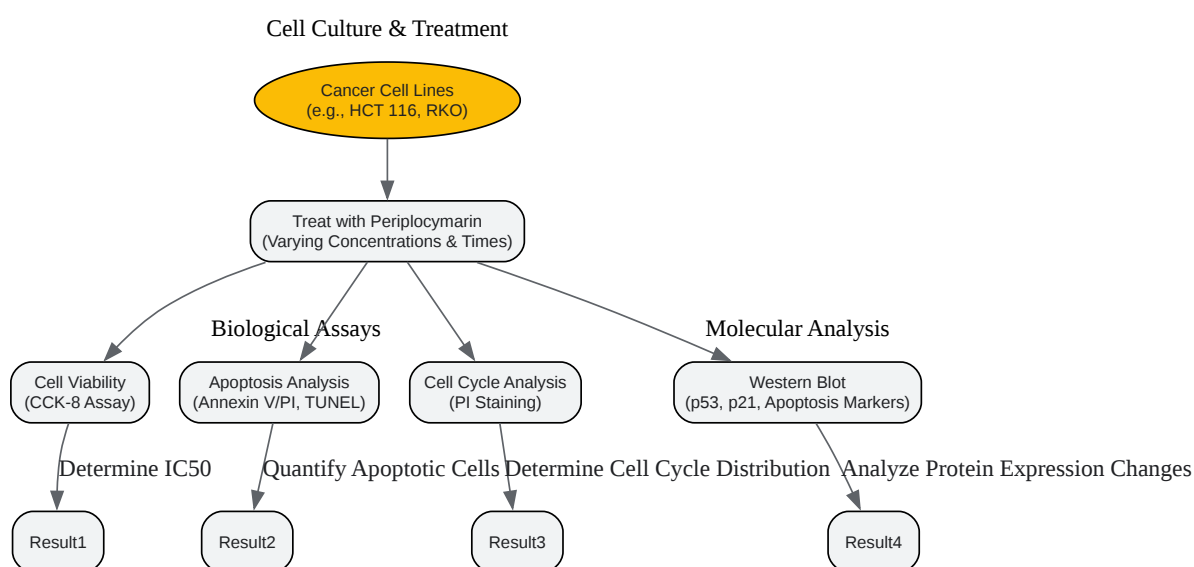 Cell Culture & Treatment
Cancer Cell Lines
(e.g., HCT 116, RKO)
Treat with Periplocymarin
(Varying Concentrations & Times)
Biological Assays
Molecular Analysis
Cell Viability
(CCK-8 Assay)
Apoptosis Analysis
(Annexin V/PI, TUNEL)
Cell Cycle Analysis
(PI Staining)
Western Blot
(p53, p21, Apoptosis Markers)
Determine IC50
Quantify Apoptotic Cells
Determine Cell Cycle Distribution
Analyze Protein Expression Changes
Result1
Result2
Result3
Result4